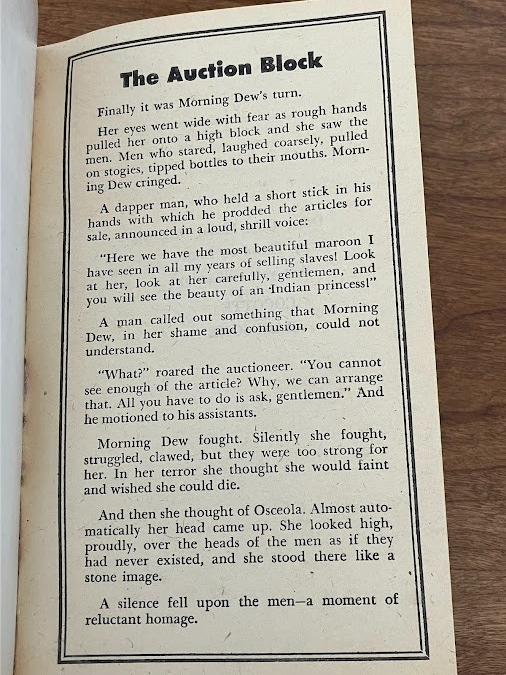 The Auction Block
Finally it was Morning Dew's turn.
Her eyes went wide with fear as rough hands
pulled her onto a high block and she saw the
men. Men who stared, laughed coarsely, pulled
on stogies, tipped bottles to their mouths. Morn-
ing Dew cringed.
A dapper man, who held a short stick in his
hands with which he prodded the articles for
sale, announced in a loud, shrill voice:
"Here we have the most beautiful maroon I
have seen in all my years of selling slaves! Look
at her, look at her carefully, gentlemen, and
you will see the beauty of an Indian princess!"
A man called out something that Morning
Dew, in her shame and confusion, could not
understand.
"What?" roared the auctioneer. "You cannot
see enough of the article? Why, we can arrange
that. All you have to do is ask, gentlemen." And
he motioned to his assistants.
Morning Dew fought. Silently she fought,
struggled, clawed, but they were too strong for
her. In her terror she thought she would faint
and wished she could die.
And then she thought of Osceola. Almost auto-
matically her head came up. She looked high,
proudly, over the heads of the men as if they
had never existed, and she stood there like a
stone image.
A silence fell upon the men—a moment of
reluctant homage.